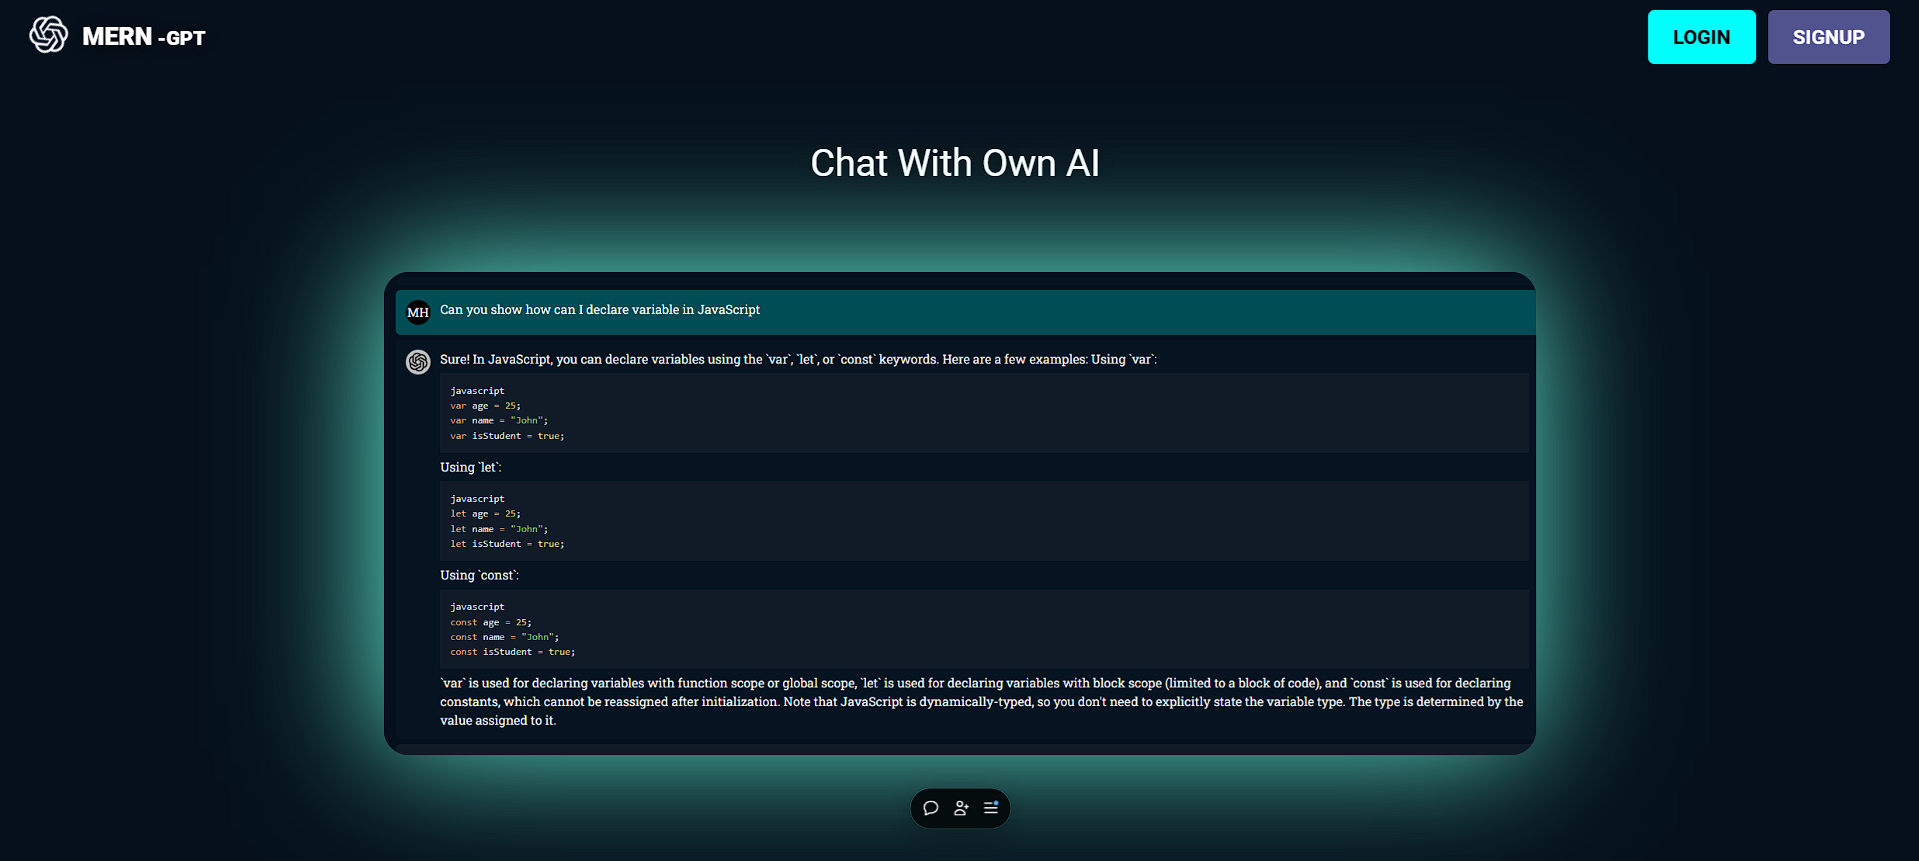 MERN -GPT
LOGIN
SIGNUP
Chat With Own AI
MH
Can you show how can I declare variable in JavaScript
Sure! In JavaScript, you can declare variables using the `var`, `let`, or `const` keywords. Here are a few examples: Using `var`:
javascript
var age = 25;
var name = "John";
var isStudent = true;
Using `let`:
javascript
let age = 25;
let name = "John";
let isStudent = true;
Using `const`:
javascript
const age = 25;
const name = "John";
const isStudent = true;
`var` is used for declaring variables with function scope or global scope, `let` is used for declaring variables with block scope (limited to a block of code), and `const` is used for declaring
constants, which cannot be reassigned after initialization. Note that JavaScript is dynamically-typed, so you don't need to explicitly state the variable type. The type is determined by the
value assigned to it.